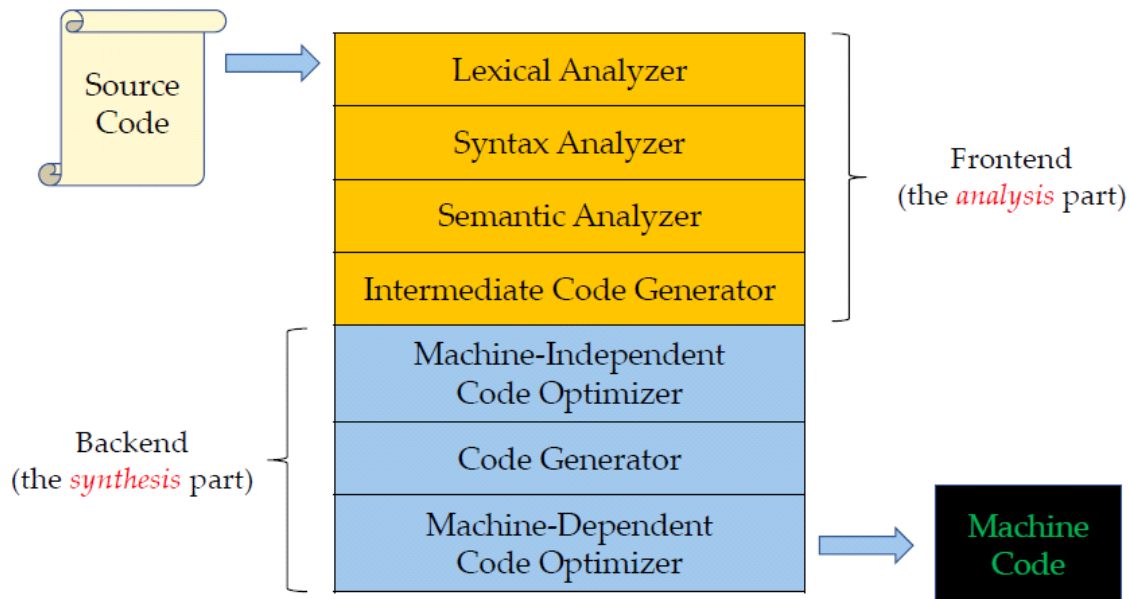 Source
Code
Lexical Analyzer
Syntax Analyzer
Semantic Analyzer
Intermediate Code Generator
Frontend
(the analysis part)
Machine-Independent
Code Optimizer
Code Generator
Machine-Dependent
Code Optimizer
Backend
(the synthesis part)
Machine
Code